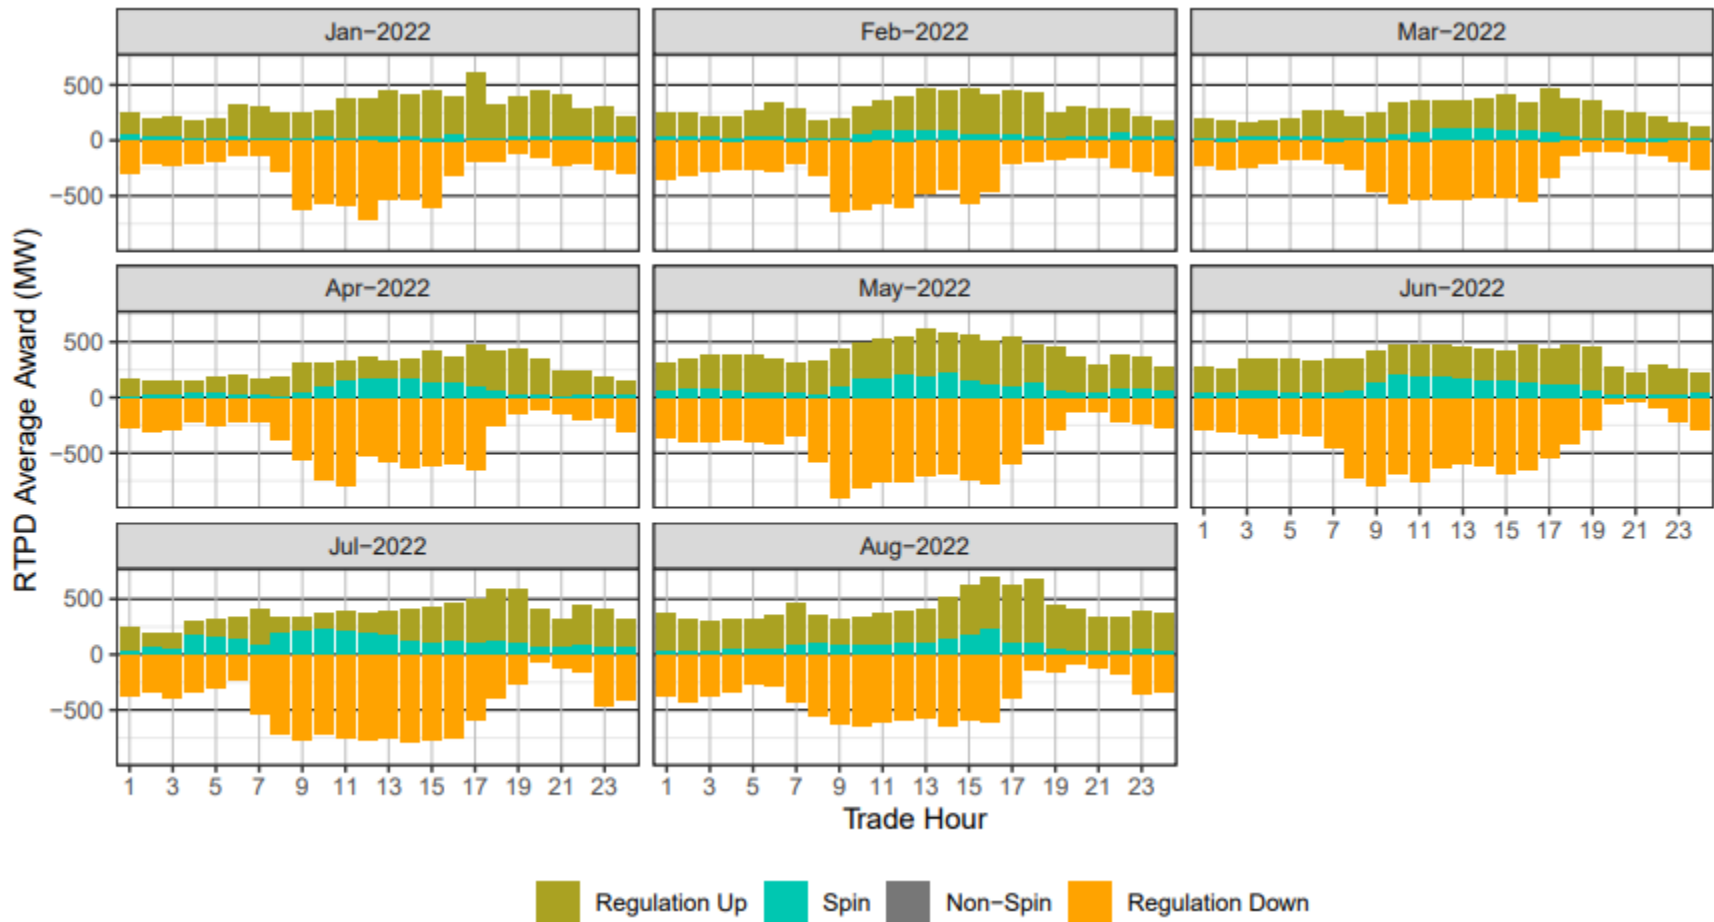 Jan−2022
Feb−2022
Mar−2022
500
0
−500
Apr−2022
May−2022
Jun−2022
500
0
−500
1 3 5 7 9 11 13 15 17 19 21 23
Jul−2022
Aug−2022
500
0
−500
1 3 5 7 9 11 13 15 17 19 21 23
1 3 5 7 9 11 13 15 17 19 21 23
RTPD Average Award (MW)
Trade Hour
Regulation Up
Spin
Non−Spin
Regulation Down